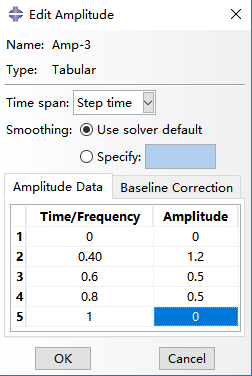 Edit Amplitude
Name: Amp-3
Type: Tabular
Time span: Step time
Smoothing: Use solver default
Specify:
Amplitude Data Baseline Correction
Time/Frequency Amplitude
1 0 0
2 0.40 1.2
3 0.6 0.5
4 0.8 0.5
5 1 0
OK Cancel